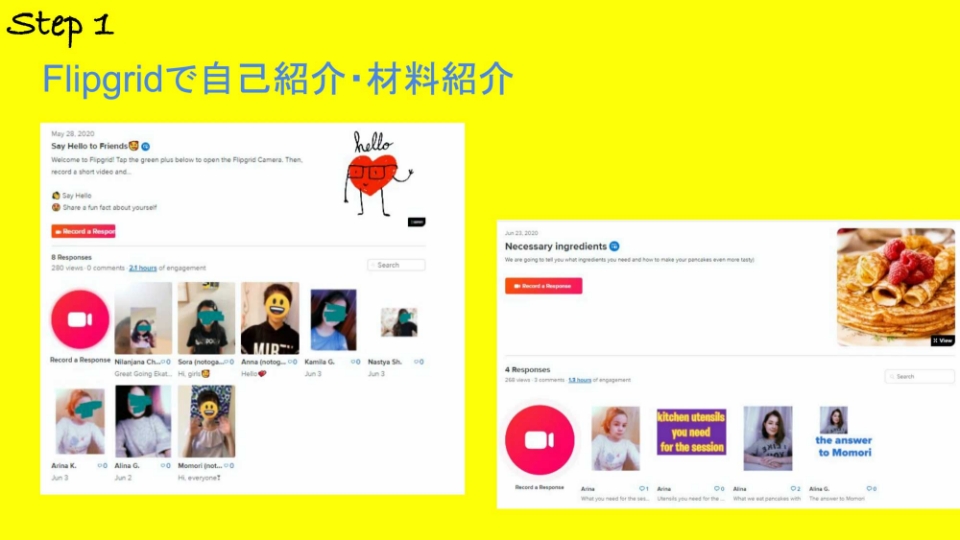 Step 1
Flipgridで自己紹介・材料紹介
May 28, 2020
Say Hello to Friends🥰
Welcome to Flipgrid! Tap the green plus below to open the Flipgrid Camera. Then,
record a short video and...
Say Hello
Share a fun fact about yourself
Record a Respon
hello
8 Responses
280 views · 0 comments · 2.1 hours of engagement
Search
Record a Response
Nilanjana Ch... 0
Great Going Ekat...
Sora (notoga... 0
Hi, girls🥰
Anna (notog... 0
Hello
Kamila G. 0
Jun 3
Nastya Sh. 0
Jun 3
Arina K. 0
Jun 3
Alina G. 0
Jun 2
Momori (not... 0
Hi, everyone!
Jun 23, 2020
Necessary ingredients
We are going to tell you what ingredients you need and how to make your pancakes even more tasty!
Record a Response
View
4 Responses
268 views · 3 comments · 1.8 hours of engagement
Search
Record a Response
Arina 1
What you need for the ses...
kitchen utensils
you need
for the session
Arina 0
Utensils you need for the ...
Alina 2
What we eat pancakes with
the answer
to Momori
Alina G. 0
The answer to Momori